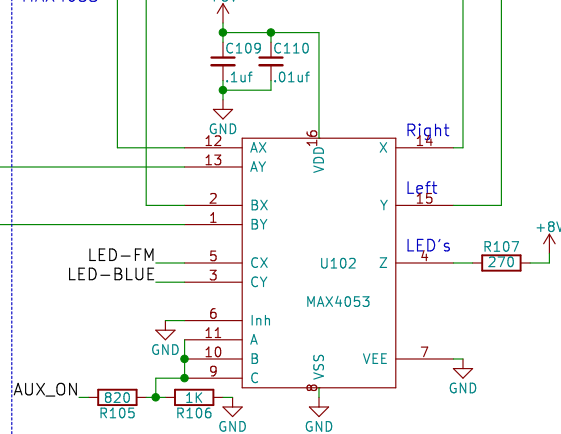 C109 C110
.1uf .01uf
GND
16
VDD
Right
12 AX X 14
13 AY
Left
2 BX Y 15
1 BY
LED-FM 5 CX
LED's
U102 Z 4
R107
270
+8V
LED-BLUE 3 CY
MAX4053
6 Inh
GND
11 A
10 B VEE 7
9 C
VSS
8
GND
AUX_ON
820
R105
1K
R106
GND
GND